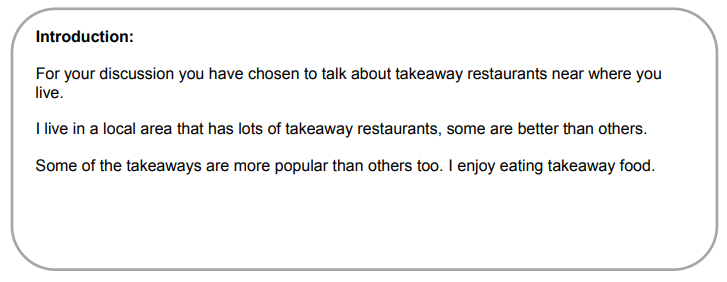 Introduction:
For your discussion you have chosen to talk about takeaway restaurants near where you
live.
I live in a local area that has lots of takeaway restaurants, some are better than others.
Some of the takeaways are more popular than others too. I enjoy eating takeaway food.